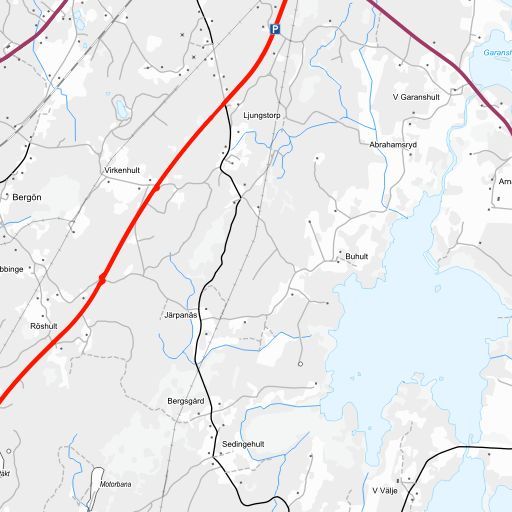 P
Garansh
V Garanshult
Ljungstorp
Abrahamsryd
Virkenhult
Bergön
Buhult
Järpanäs
Röshult
Bergsgård
Sedingehult
Motorbana
V Välje